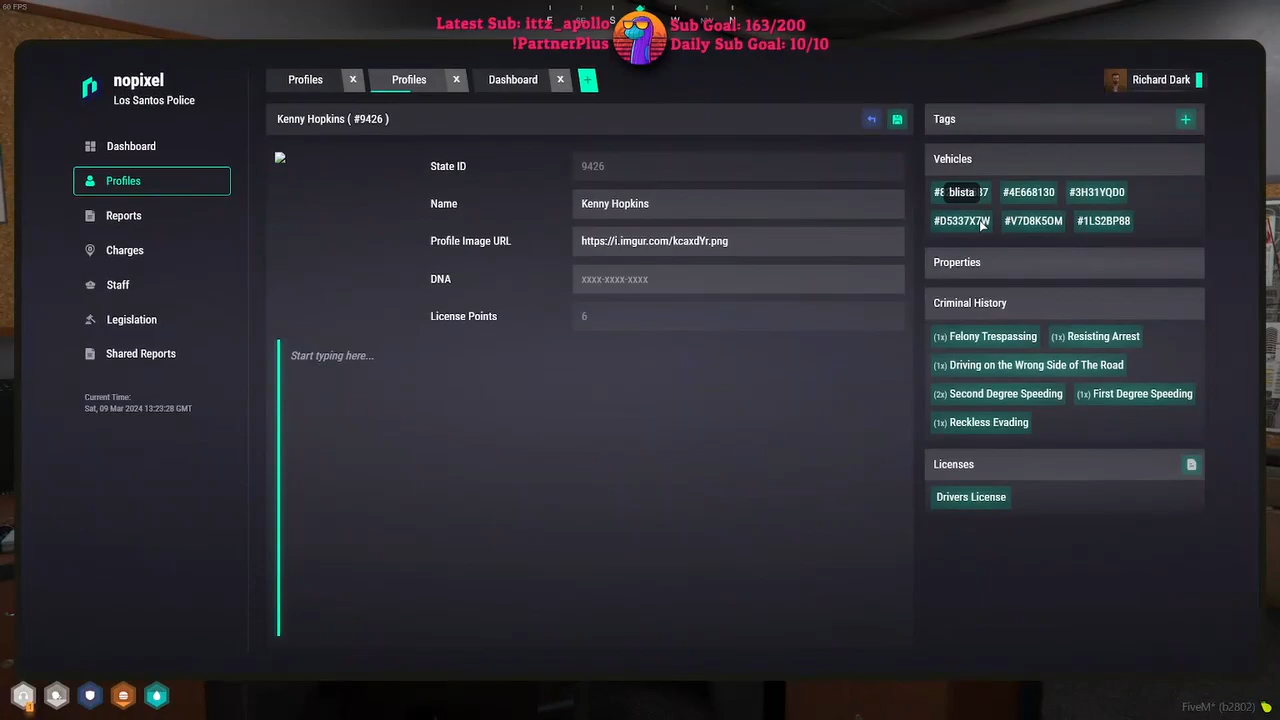 60 FPS
Latest Sub: ittz_apollo
Sub Goal: 163/200
!PartnerPlus
Daily Sub Goal: 10/10
E SE S W NW N
nopixel
Los Santos Police
Profiles x Profiles x Dashboard x +
Richard Dark
Dashboard
Profiles
Reports
Charges
Staff
Legislation
Shared Reports
Current Time:
Sat, 09 Mar 2024 13:23:28 GMT
Kenny Hopkins ( #9426 )
State ID 9426
Name Kenny Hopkins
Profile Image URL https://i.imgur.com/kcaxdYr.png
DNA xxxx-xxxx-xxxx
License Points 6
Start typing here...
Tags +
Vehicles
blista #4E668130 #3H31YQD0
#D5337X7W #V7D8K5OM #1LS2BP88
Properties
Criminal History
(1x) Felony Trespassing (1x) Resisting Arrest
(1x) Driving on the Wrong Side of The Road
(2x) Second Degree Speeding (1x) First Degree Speeding
(1x) Reckless Evading
Licenses
Drivers License
1
FiveM* (b2802)